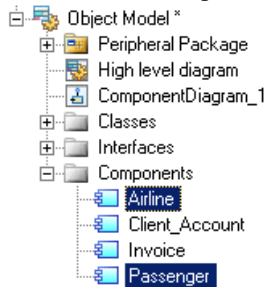 Object Model *
Peripheral Package
High level diagram
ComponentDiagram_1
Classes
Interfaces
Components
Airline
Client_Account
Invoice
Passenger